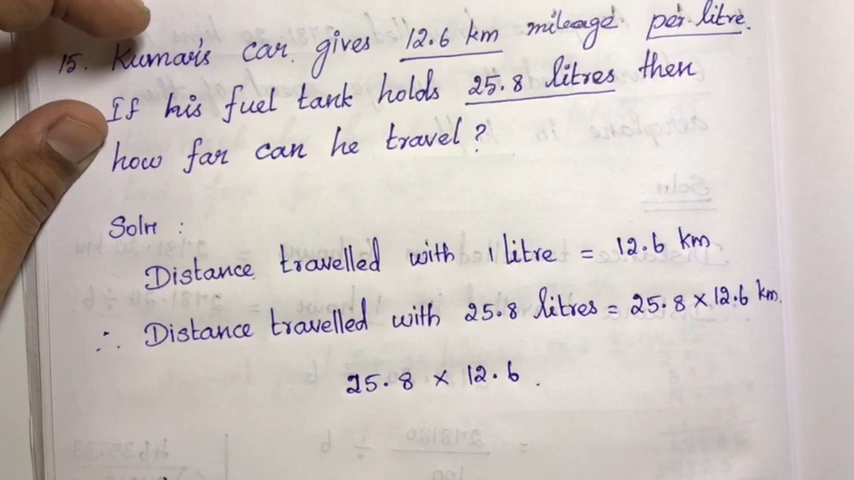 15. Kumar's car gives 12.6 km mileage per litre.
If his fuel tank holds 25.8 litres then
how far can he travel?
Soln :
Distance travelled with 1 litre = 12.6 km
∴ Distance travelled with 25.8 litres = 25.8 × 12.6 km.
25.8 × 12.6.